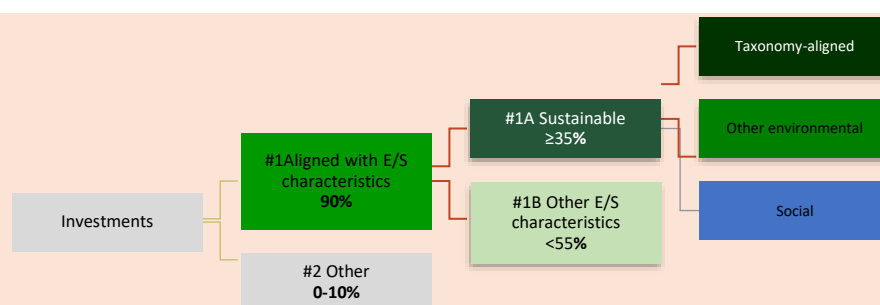 Taxonomy-aligned
#1A Sustainable
≥35%
Other environmental
#1Aligned with E/S
characteristics
90%
#1B Other E/S
characteristics
<55%
Social
Investments
#2 Other
0-10%